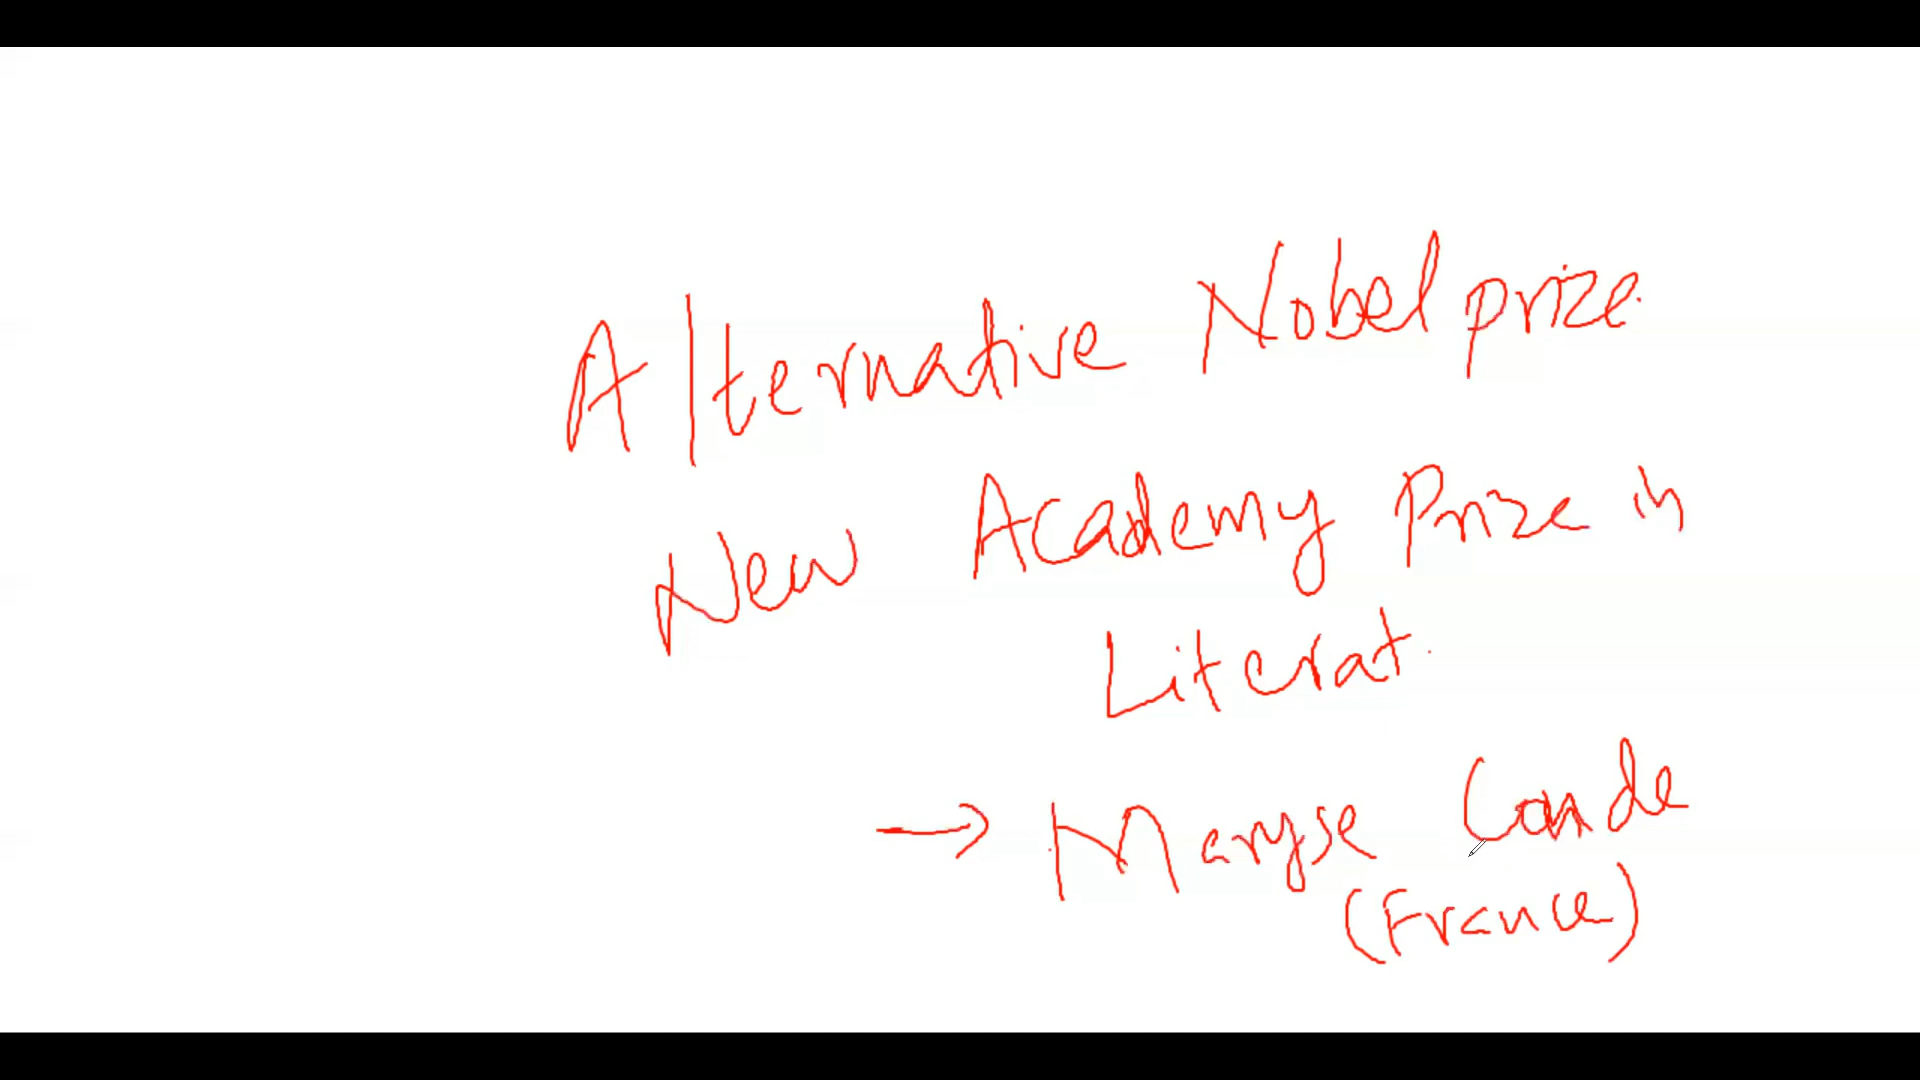 Alternative Nobel prize
New Academy Prize in
Literat.
→ Maryse Conde
(France)